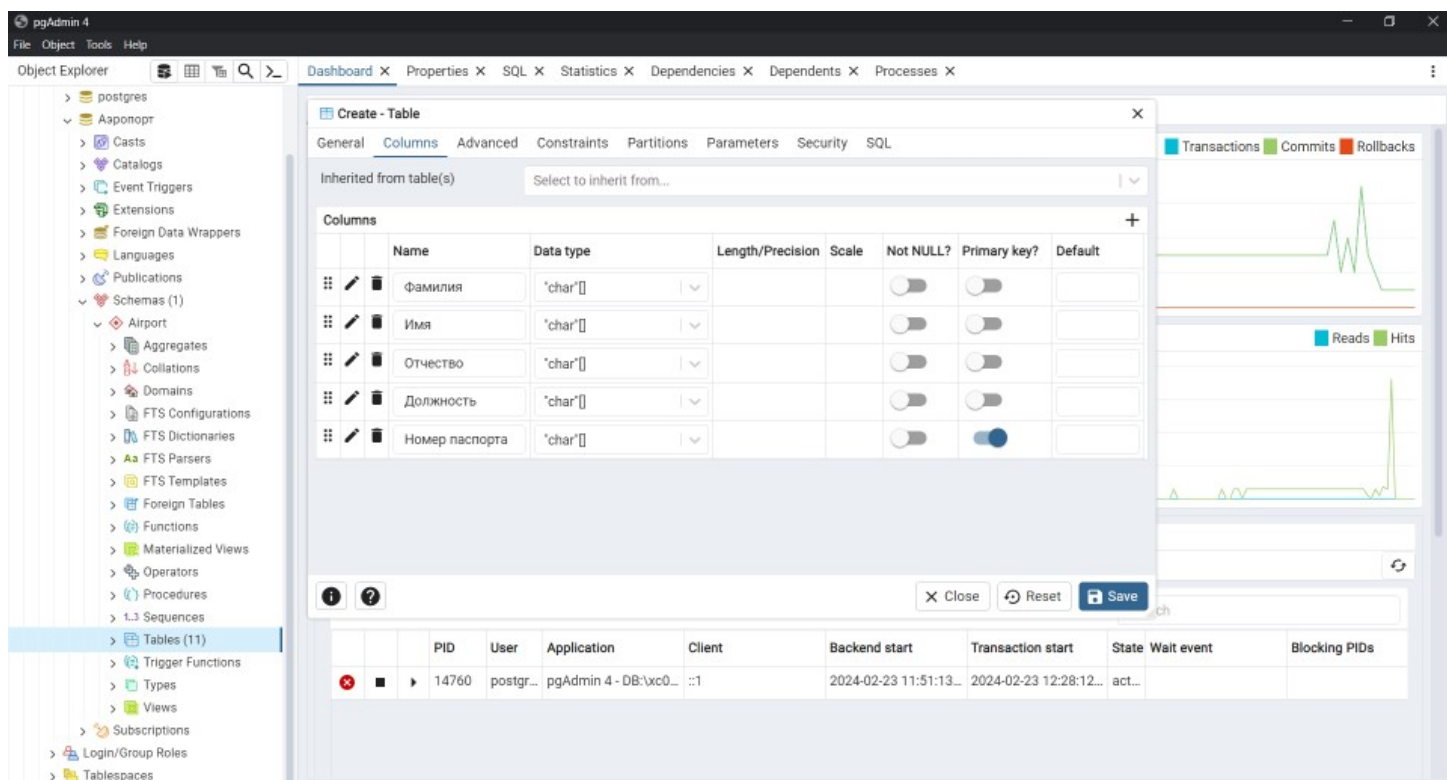 pgAdmin 4
File Object Tools Help
Object Explorer
Dashboard Properties SQL Statistics Dependencies Dependents Processes
postgres
Аэропорт
Casts
Catalogs
Event Triggers
Extensions
Foreign Data Wrappers
Languages
Publications
Schemas (1)
Airport
Aggregates
Collations
Domains
FTS Configurations
FTS Dictionaries
Aa FTS Parsers
FTS Templates
Foreign Tables
Functions
Materialized Views
Operators
Procedures
1..3 Sequences
Tables (11)
Trigger Functions
Types
Views
Subscriptions
Login/Group Roles
Tablespaces
Create - Table
General Columns Advanced Constraints Partitions Parameters Security SQL
Inherited from table(s) Select to inherit from...
Columns
Name Data type Length/Precision Scale Not NULL? Primary key? Default
Фамилия "char"[]
Имя "char"[]
Отчество "char"[]
Должность "char"[]
Номер паспорта "char"[]
Close Reset Save
Transactions Commits Rollbacks
Reads Hits
PID User Application Client Backend start Transaction start State Wait event Blocking PIDs
14760 postgr... pgAdmin 4 - DB:\xc0... ::1 2024-02-23 11:51:13... 2024-02-23 12:28:12... act...